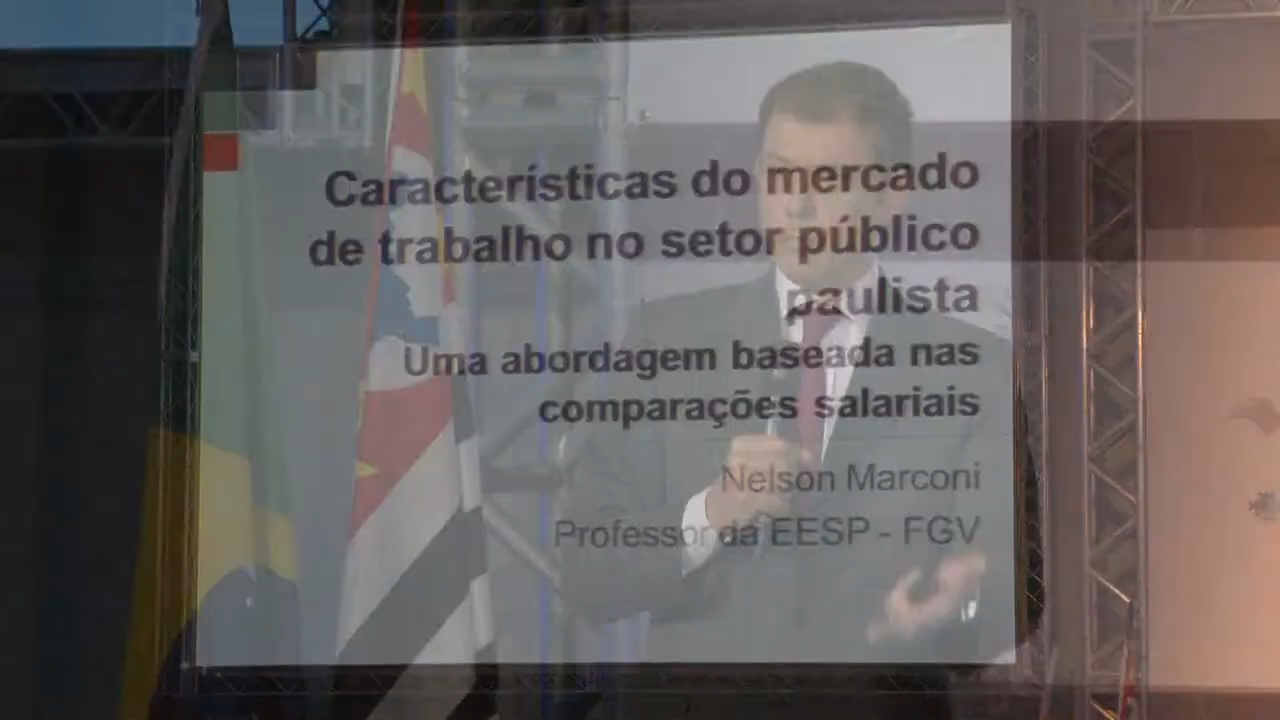 Características do mercado
de trabalho no setor público
paulista
Uma abordagem baseada nas
comparações salariais
Nelson Marconi
Professor da EESP - FGV